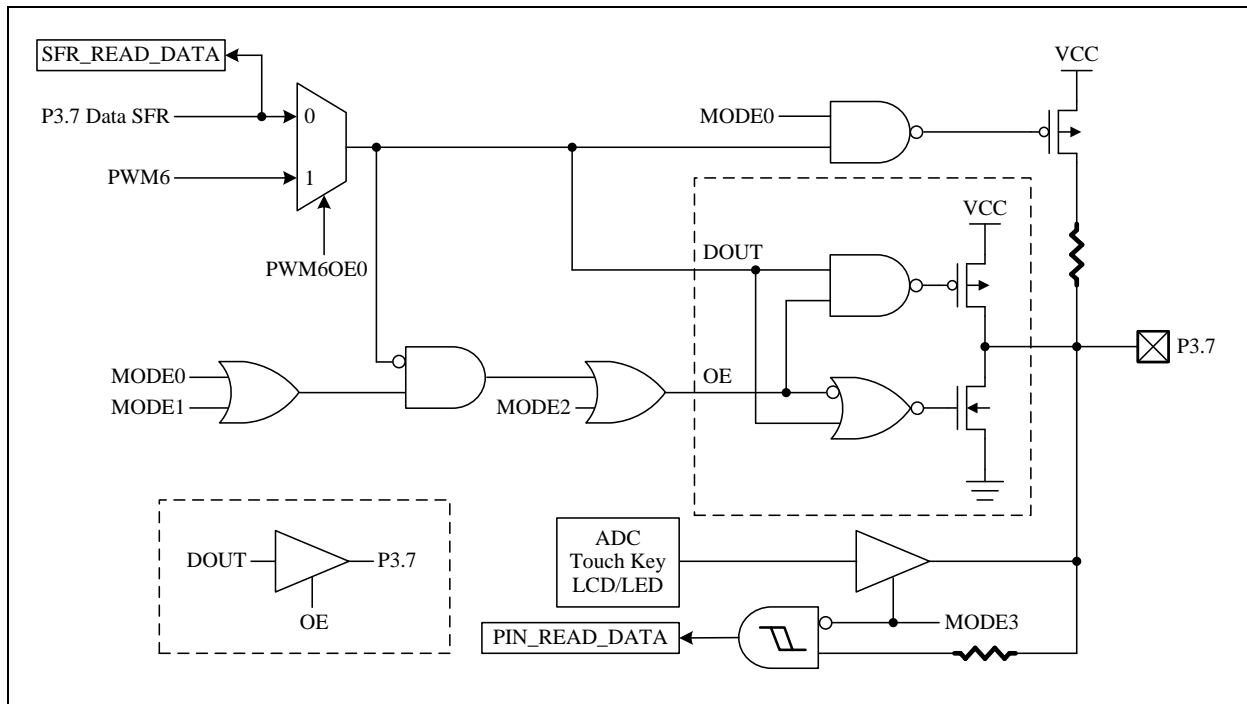 SFR_READ_DATA
VCC
P3.7 Data SFR
0
MODE0
PWM6
1
VCC
DOUT
PWM6OE0
P3.7
MODE0
OE
MODE1
MODE2
ADC
Touch Key
LCD/LED
DOUT
P3.7
OE
MODE3
PIN_READ_DATA